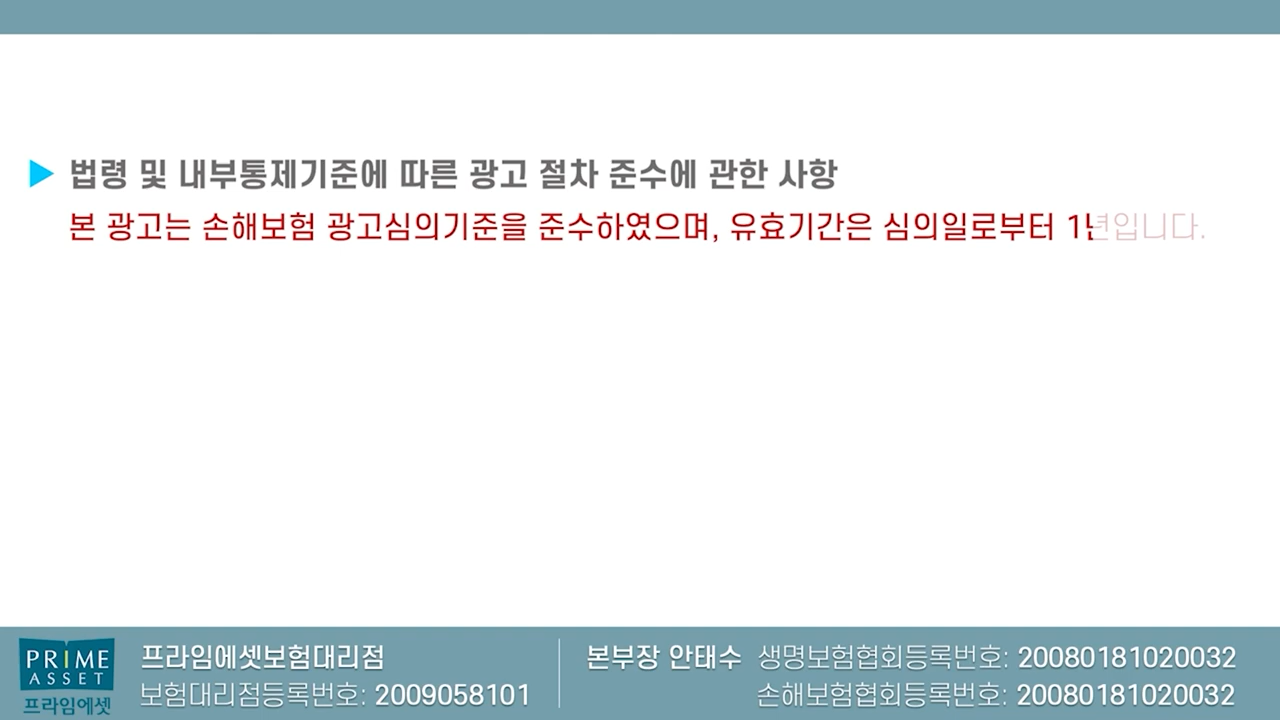 ▶ 법령 및 내부통제기준에 따른 광고 절차 준수에 관한 사항
본 광고는 손해보험 광고심의기준을 준수하였으며, 유효기간은 심의일로부터 1년입니다.
PRIME
ASSET
프라임에셋
프라임에셋보험대리점
보험대리점등록번호: 2009058101
본부장 안태수 생명보험협회등록번호: 20080181020032
손해보험협회등록번호: 20080181020032